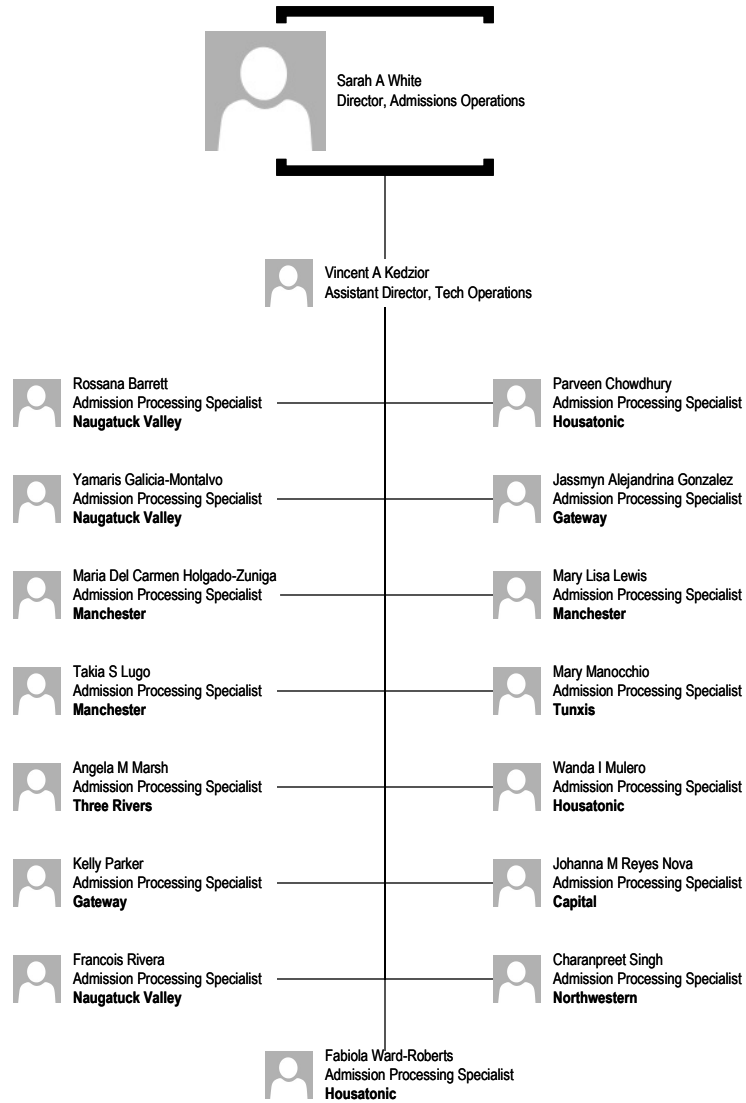 Sarah A White
Director, Admissions Operations
Vincent A Kedzior
Assistant Director, Tech Operations
Rossana Barrett
Admission Processing Specialist
Naugatuck Valley
Parveen Chowdhury
Admission Processing Specialist
Housatonic
Yamaris Galicia-Montalvo
Admission Processing Specialist
Naugatuck Valley
Jassmyn Alejandrina Gonzalez
Admission Processing Specialist
Gateway
Maria Del Carmen Holgado-Zuniga
Admission Processing Specialist
Manchester
Mary Lisa Lewis
Admission Processing Specialist
Manchester
Takia S Lugo
Admission Processing Specialist
Manchester
Mary Manocchio
Admission Processing Specialist
Tunxis
Angela M Marsh
Admission Processing Specialist
Three Rivers
Wanda I Mulero
Admission Processing Specialist
Housatonic
Kelly Parker
Admission Processing Specialist
Gateway
Johanna M Reyes Nova
Admission Processing Specialist
Capital
Francois Rivera
Admission Processing Specialist
Naugatuck Valley
Charanpreet Singh
Admission Processing Specialist
Northwestern
Fabiola Ward-Roberts
Admission Processing Specialist
Housatonic